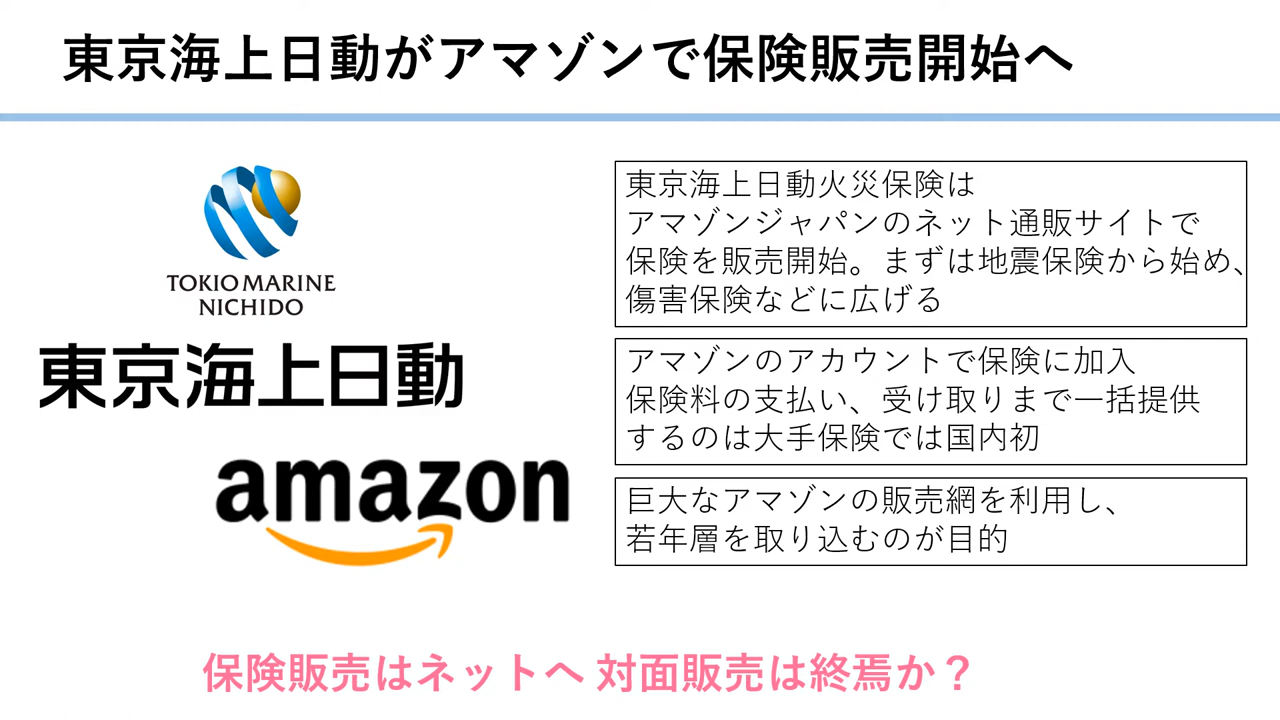 東京海上日動がアマゾンで保険販売開始へ
TOKIO MARINE
NICHIDO
東京海上日動
amazon
東京海上日動火災保険は
アマゾンジャパンのネット通販サイトで
保険を販売開始。まずは地震保険から始め、
傷害保険などに広げる
アマゾンのアカウントで保険に加入
保険料の支払い、受け取りまで一括提供
するのは大手保険では国内初
巨大なアマゾンの販売網を利用し、
若年層を取り込むのが目的
保険販売はネットへ 対面販売は終焉か？